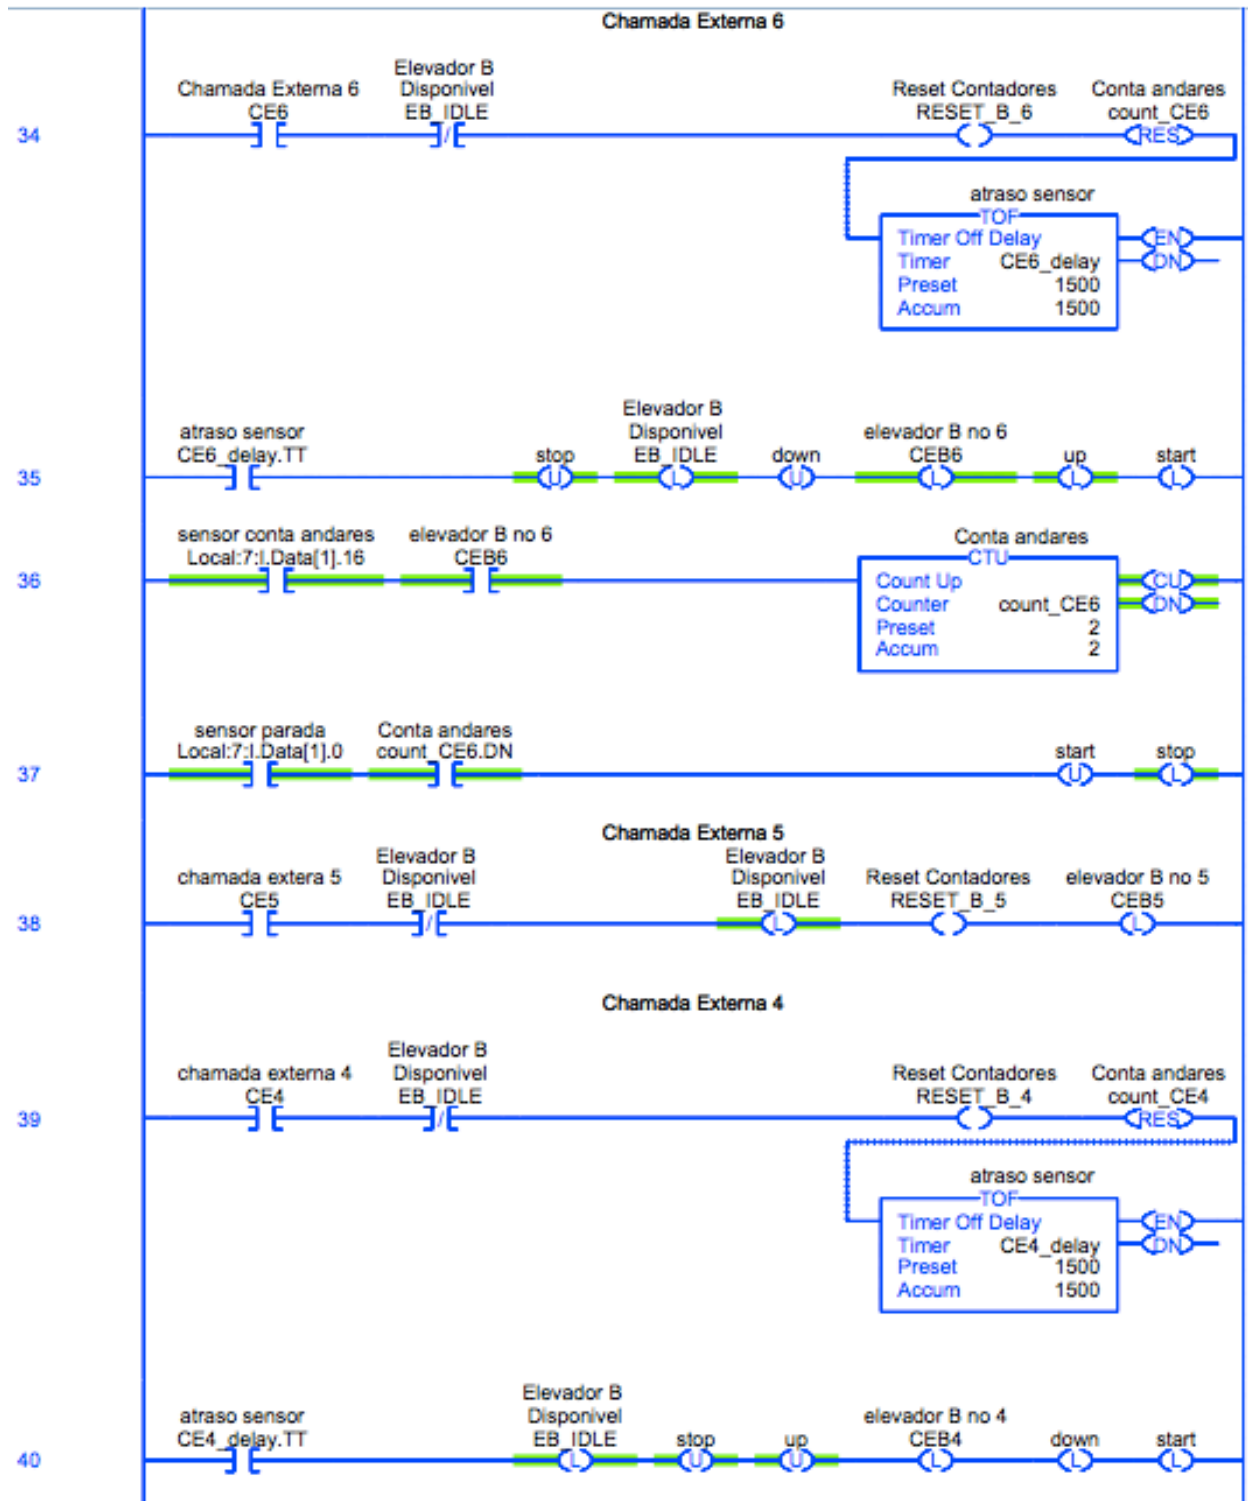 Chamada Externa 6
Elevador B
Chamada Externa 6 Disponivel Reset Contadores Conta andares
CE6 EB_IDLE RESET_B_6 count_CE6
34 / RES
atraso sensor
TOF
Timer Off Delay EN
Timer CE6_delay DN
Preset 1500
Accum 1500
Elevador B
atraso sensor Disponivel elevador B no 6
CE6_delay.TT stop EB_IDLE down CEB6 up start
35 U L U L L L
sensor conta andares elevador B no 6 Conta andares
Local:7:I.Data[1].16 CEB6 CTU
36 Count Up CU
Counter count_CE6 DN
Preset 2
Accum 2
sensor parada Conta andares
Local:7:I.Data[1].0 count_CE6.DN start stop
37 U L
Chamada Externa 5
Elevador B Elevador B
chamada extera 5 Disponivel Disponivel Reset Contadores elevador B no 5
CE5 EB_IDLE EB_IDLE RESET_B_5 CEB5
38 / L L
Chamada Externa 4
Elevador B
chamada externa 4 Disponivel Reset Contadores Conta andares
CE4 EB_IDLE RESET_B_4 count_CE4
39 / RES
atraso sensor
TOF
Timer Off Delay EN
Timer CE4_delay DN
Preset 1500
Accum 1500
Elevador B
atraso sensor Disponivel elevador B no 4
CE4_delay.TT EB_IDLE stop up CEB4 down start
40 L U U L L L